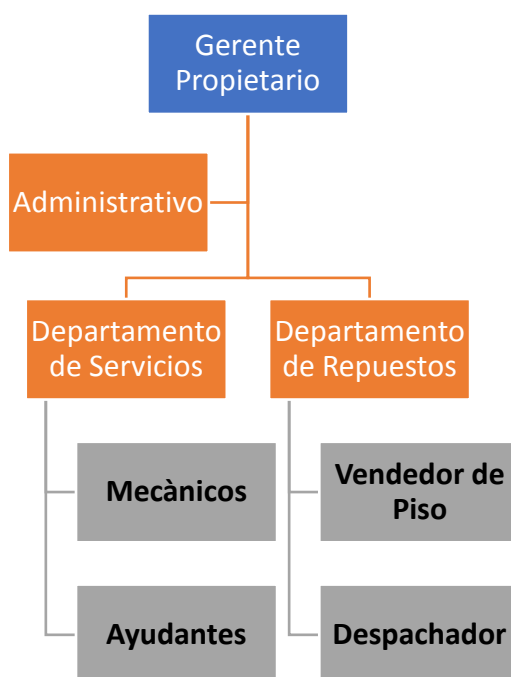 Gerente
Propietario
Administrativo
Departamento
de Servicios
Departamento
de Repuestos
Mecànicos
Vendedor de
Piso
Ayudantes
Despachador